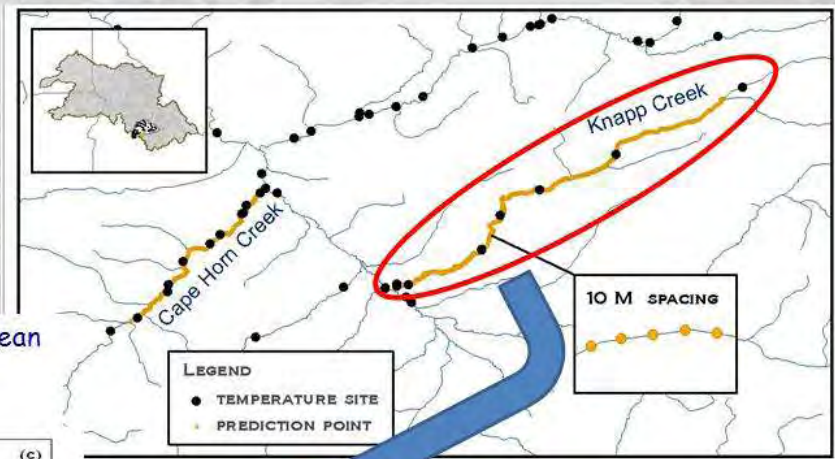 Knapp Creek
Cape Horn Creek
10 M SPACING
ean
LEGEND
TEMPERATURE SITE
PREDICTION POINT
(c)